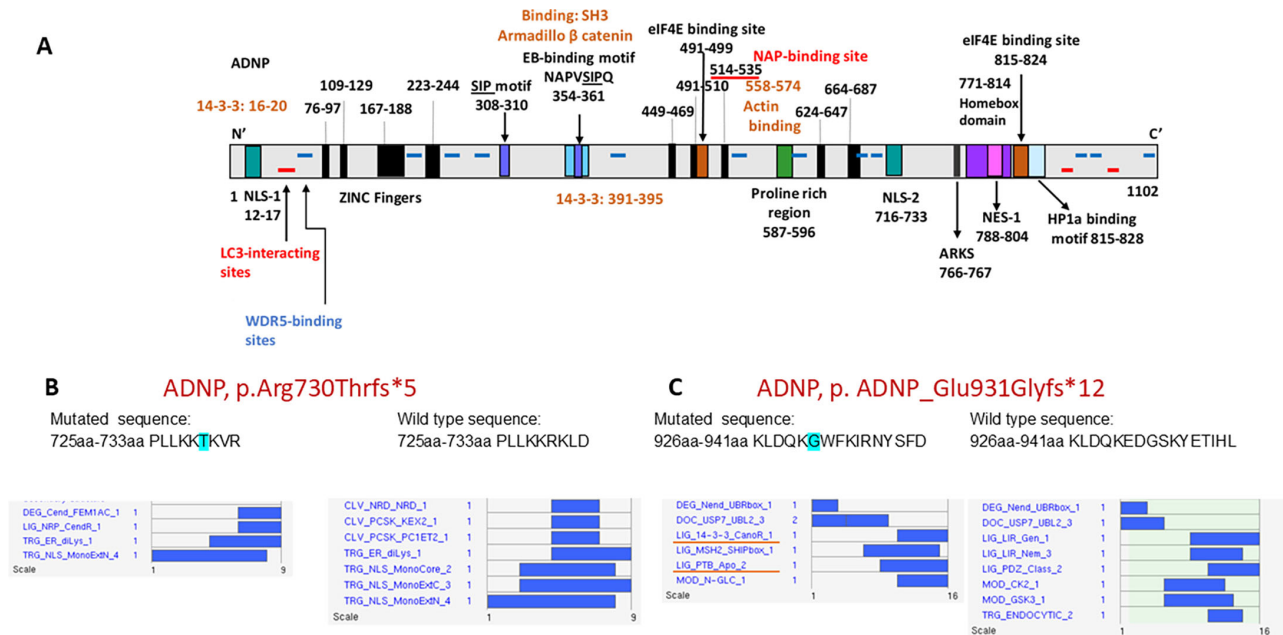 Binding: SH3
Armadillo β catenin
EB-binding motif
NAPVSIPQ
354-361
eIF4E binding site
491-499
NAP-binding site
514-535
491-510
558-574
Actin
binding
eIF4E binding site
815-824
A
ADNP
109-129
223-244
14-3-3: 16-20
76-97
167-188
SIP motif
308-310
449-469
624-647
664-687
771-814
Homebox
domain
N'
C'
1
NLS-1
12-17
ZINC Fingers
14-3-3: 391-395
Proline rich
region
587-596
NLS-2
716-733
ARKS
766-767
NES-1
788-804
HP1a binding
motif 815-828
1102
LC3-interacting
sites
WDR5-binding
sites
B
ADNP, p.Arg730Thrfs*5
Mutated sequence:
725aa-733aa PLLKKTKVR
Wild type sequence:
725aa-733aa PLLKKRKLD
DEG_Cend_FEM1AC_1 1
LIG_NRP_CendR_1 1
TRG_ER_diLys_1 1
TRG_NLS_MonoExtN_4 1
Scale 1 9
CLV_NRD_NRD_1 1
CLV_PCSK_KEX2_1 1
CLV_PCSK_PC1ET2_1 1
TRG_ER_diLys_1 1
TRG_NLS_MonoCore_2 1
TRG_NLS_MonoExtC_3 1
TRG_NLS_MonoExtN_4 1
Scale 1 9
C
ADNP, p. ADNP_Glu931Glyfs*12
Mutated sequence:
926aa-941aa KLDQKGWFKIRNYSFD
Wild type sequence:
926aa-941aa KLDQKEDGSKYETIHL
DEG_Nend_UBRbox_1 1
DOC_USP7_UBL2_3 2
LIG_14-3-3_CanoR_1 1
LIG_MSH2_SHIPbox_1 1
LIG_PTB_Apo_2 1
MOD_N-GLC_1 1
Scale 1 16
DEG_Nend_UBRbox_1 1
DOC_USP7_UBL2_3 1
LIG_LIR_Gen_1 1
LIG_LIR_Nem_3 1
LIG_PDZ_Class_2 1
MOD_CK2_1 1
MOD_GSK3_1 1
TRG_ENDOCYTIC_2 1
Scale 1 16